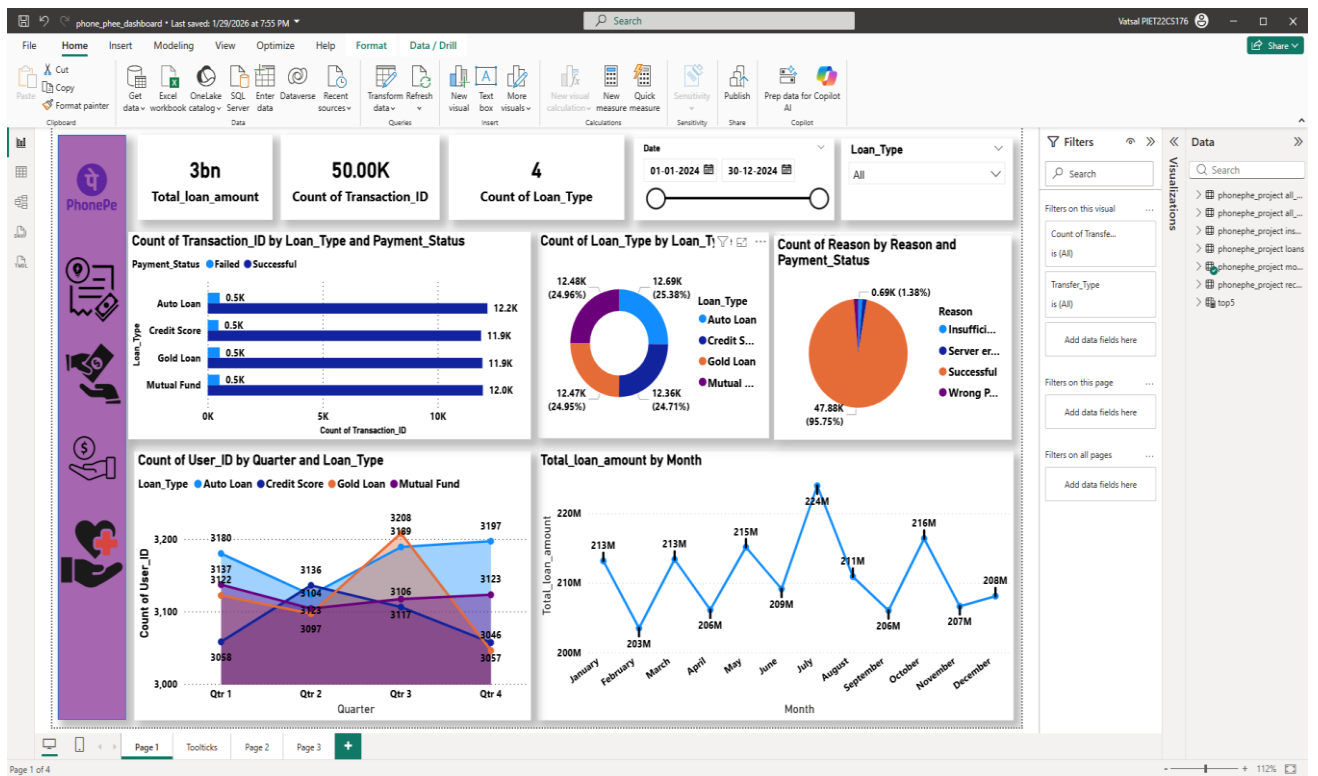 phone_phee_dashboard • Last saved: 1/29/2026 at 7:55 PM
Search
Vatsal PIET22CS176
File Home Insert Modeling View Optimize Help Format Data / Drill
Share
Paste
Cut
Copy
Format painter
Get data
Excel workbook
OneLake catalog
SQL Server
Enter data
Dataverse
Recent sources
Transform data
Refresh
New visual
Text box
More visuals
New visual calculation
New measure
Quick measure
Sensitivity
Publish
Prep data for AI
Copilot
Clipboard
Data
Queries
Insert
Calculations
Sensitivity
Share
Copilot
पे
PhonePe
3bn
Total_loan_amount
50.00K
Count of Transaction_ID
4
Count of Loan_Type
Date
01-01-2024
30-12-2024
Loan_Type
All
Count of Transaction_ID by Loan_Type and Payment_Status
Payment_Status Failed Successful
Loan_Type
Auto Loan 0.5K 12.2K
Credit Score 0.5K 11.9K
Gold Loan 0.5K 11.9K
Mutual Fund 0.5K 12.0K
0K 5K 10K
Count of Transaction_ID
Count of Loan_Type by Loan_T
12.48K (24.96%)
12.69K (25.38%)
12.47K (24.95%)
12.36K (24.71%)
Loan_Type
Auto Loan
Credit S...
Gold Loan
Mutual ...
Count of Reason by Reason and
Payment_Status
0.69K (1.38%)
47.88K
(95.75%)
Reason
Insuffici...
Server er...
Successful
Wrong P...
Count of User_ID by Quarter and Loan_Type
Loan_Type Auto Loan Credit Score Gold Loan Mutual Fund
Count of User_ID
3,200
3,100
3,000
3180
3137
3122
3058
3136
3104
3123
3097
3208
3189
3106
3117
3197
3123
3046
3057
Qtr 1 Qtr 2 Qtr 3 Qtr 4
Quarter
Total_loan_amount by Month
Total_loan_amount
220M
210M
200M
213M
203M
213M
206M
215M
209M
224M
211M
206M
216M
207M
208M
January February March April May June July August September October November December
Month
Filters
Search
Filters on this visual ...
Count of Transfe...
is (All)
Transfer_Type
is (All)
Add data fields here
Filters on this page ...
Add data fields here
Filters on all pages ...
Add data fields here
Visualizations
Data
Search
phonephe_project all_...
phonephe_project all_...
phonephe_project ins...
phonephe_project loans
phonephe_project mo...
phonephe_project rec...
top5
Page 1 Toolticks Page 2 Page 3 +
Page 1 of 4
- + 112%